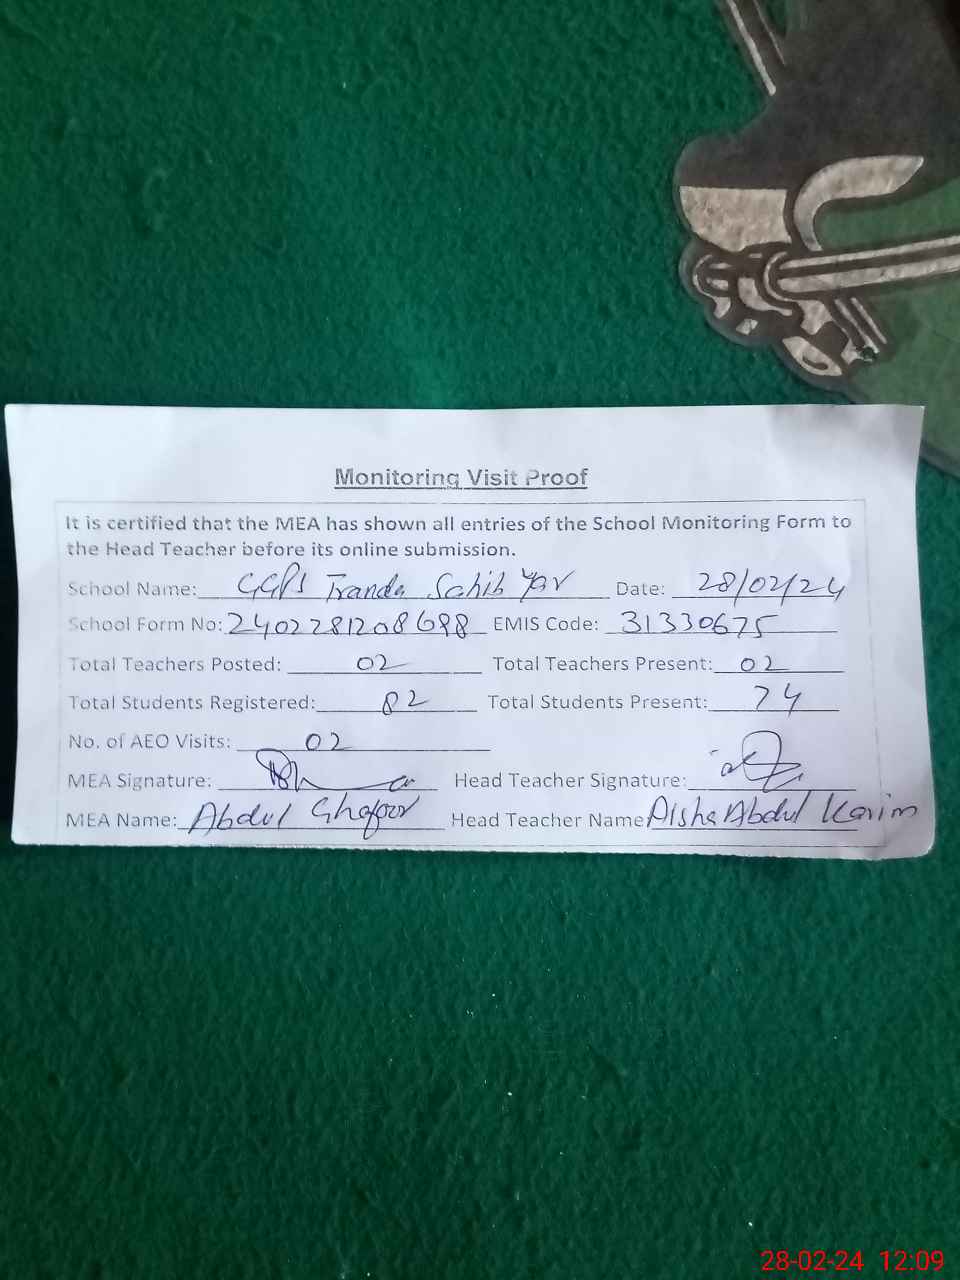 Monitoring Visit Proof
It is certified that the MEA has shown all entries of the School Monitoring Form to
the Head Teacher before its online submission.
School Name: GGPS Tranda Sahib Yar Date: 28/02/24
School Form No: 2402281208698 EMIS Code: 31330675
Total Teachers Posted: 02 Total Teachers Present: 02
Total Students Registered: 82 Total Students Present: 74
No. of AEO Visits: 02
MEA Signature: Head Teacher Signature:
MEA Name: Abdul Ghafoor Head Teacher Name Aisha Abdul Karim
28-02-24 12:09